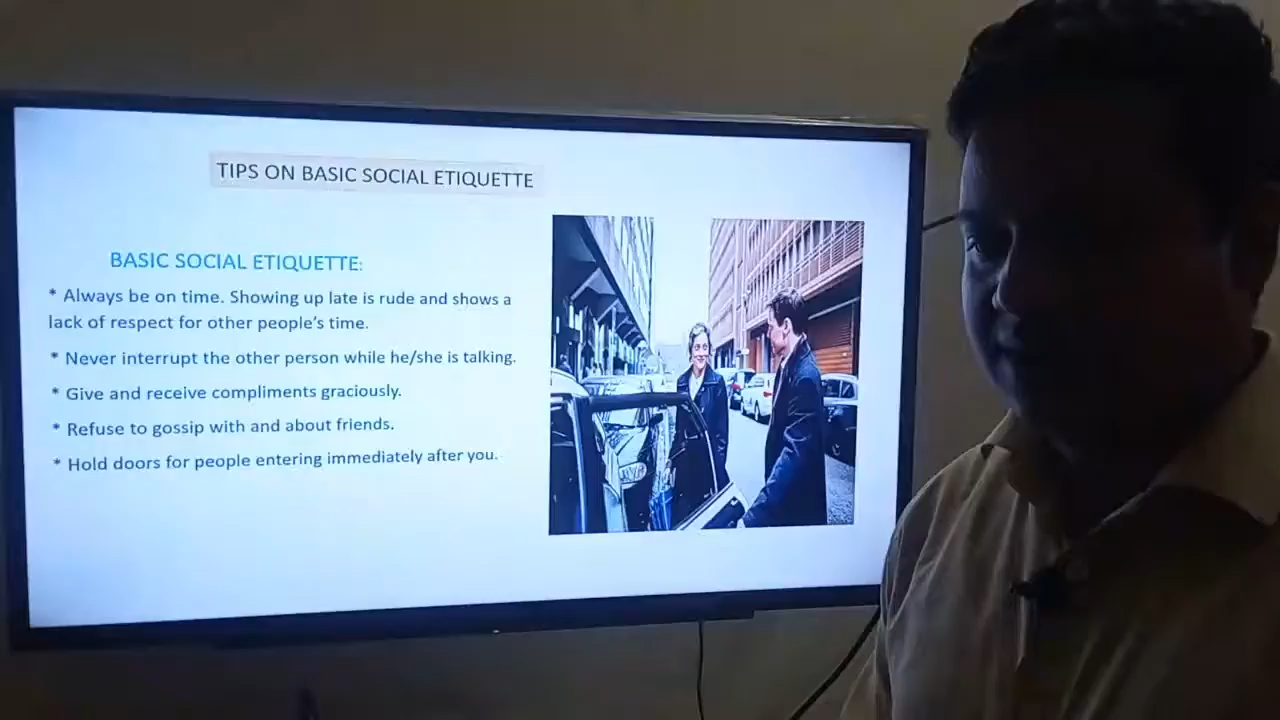 TIPS ON BASIC SOCIAL ETIQUETTE
BASIC SOCIAL ETIQUETTE:
* Always be on time. Showing up late is rude and shows a
lack of respect for other people's time.
* Never interrupt the other person while he/she is talking.
* Give and receive compliments graciously.
* Refuse to gossip with and about friends.
* Hold doors for people entering immediately after you.